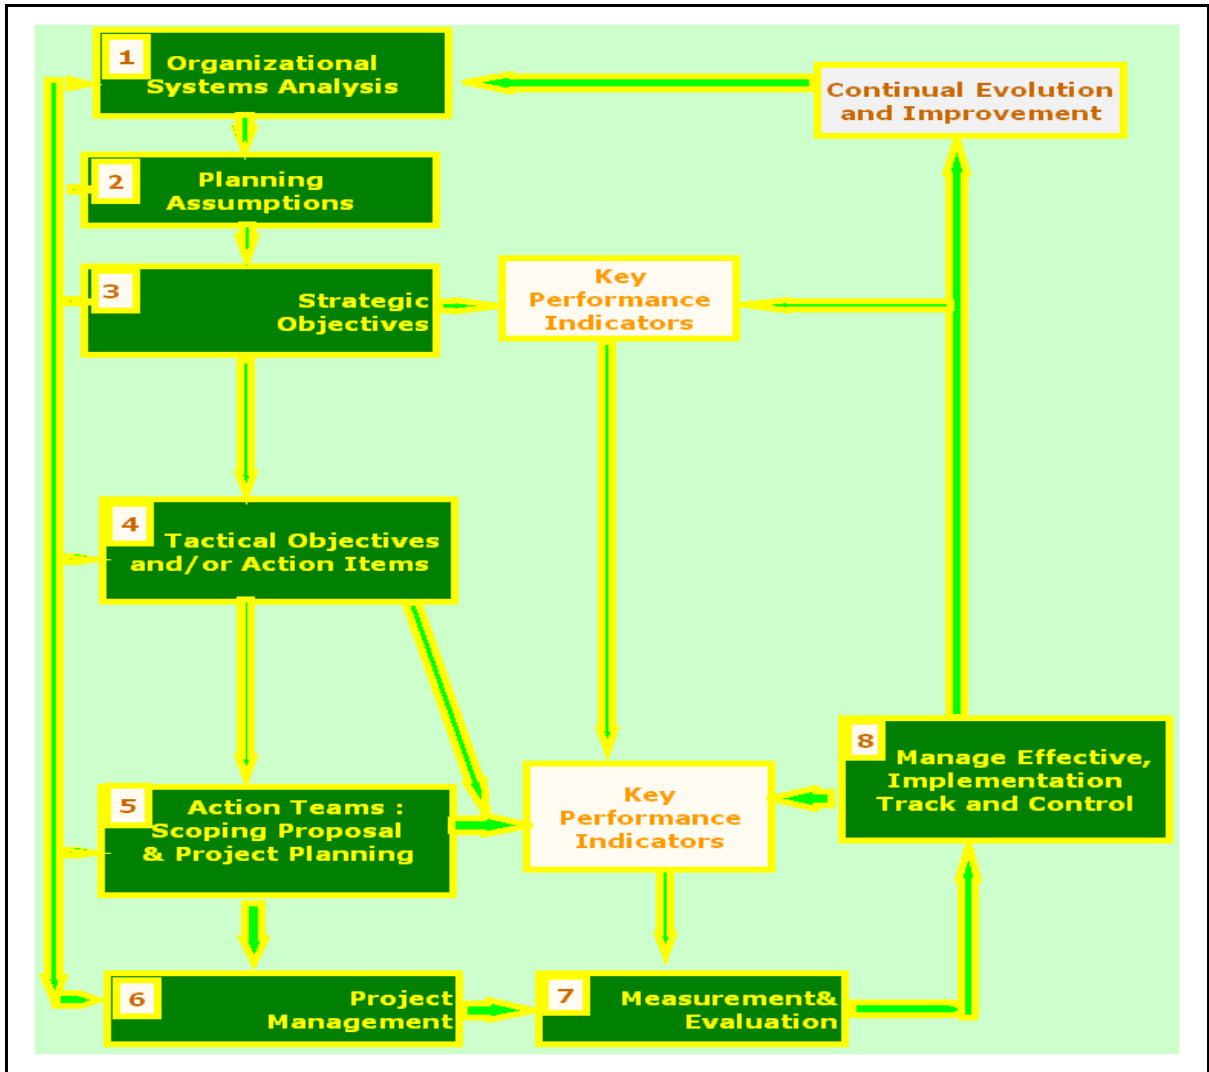 1
Organizational
Systems Analysis
Continual Evolution
and Improvement
2
Planning
Assumptions
3
Strategic
Objectives
Key
Performance
Indicators
4
Tactical Objectives
and/or Action Items
5
Action Teams :
Scoping Proposal
& Project Planning
Key
Performance
Indicators
8
Manage Effective,
Implementation
Track and Control
6
Project
Management
7
Measurement&
Evaluation